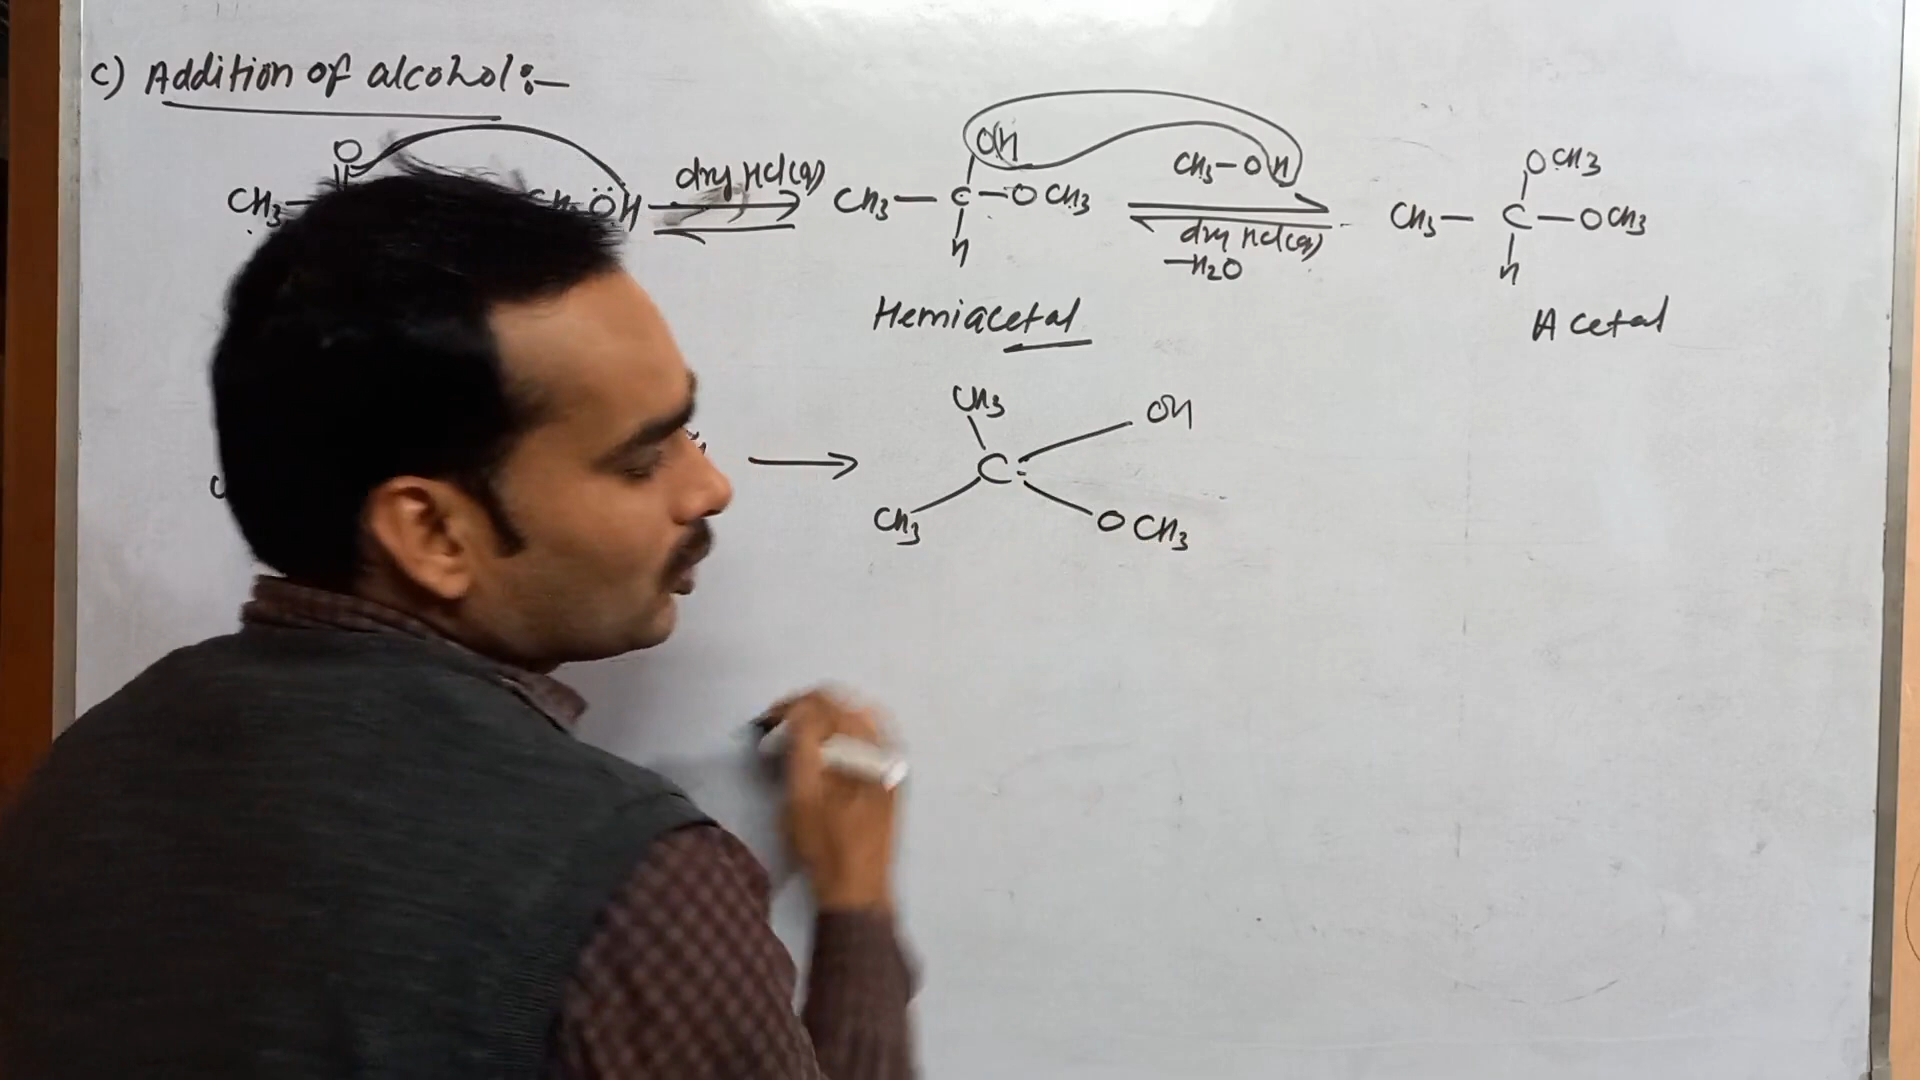 c) Addition of alcohol:-
O OH CH3-OH OCH3
CH3- ÖH dry HCl(g) CH3-C-OCH3 CH3-C-OCH3
dry HCl(g)
H -H2O H
Hemiacetal Acetal
CH3 OH
C
CH3 OCH3